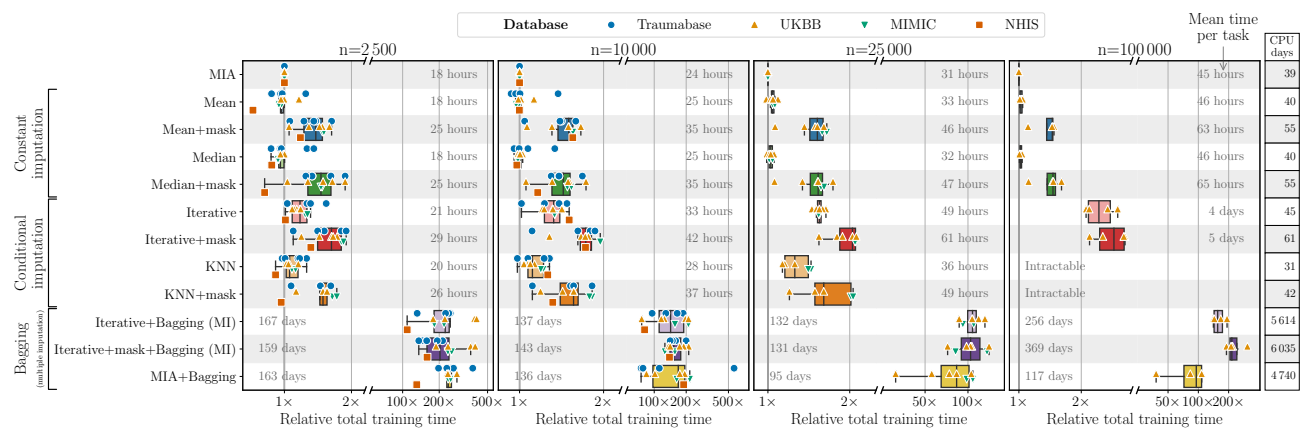 Database Traumabase UKBB MIMIC NHIS
Mean time
per task
n=2 500 n=10 000 n=25 000 n=100 000 CPU
days
MIA 18 hours 24 hours 31 hours 45 hours 39
Mean 18 hours 25 hours 33 hours 46 hours 40
Mean+mask 25 hours 35 hours 46 hours 63 hours 55
Median 18 hours 25 hours 32 hours 46 hours 40
Median+mask 25 hours 35 hours 47 hours 65 hours 55
Iterative 21 hours 33 hours 49 hours 4 days 45
Iterative+mask 29 hours 42 hours 61 hours 5 days 61
KNN 20 hours 28 hours 36 hours Intractable 31
KNN+mask 26 hours 37 hours 49 hours Intractable 42
Iterative+Bagging (MI) 167 days 137 days 132 days 256 days 5 614
Iterative+mask+Bagging (MI) 159 days 143 days 131 days 369 days 6 035
MIA+Bagging 163 days 136 days 95 days 117 days 4 740
Constant
imputation
Conditional
imputation
Bagging
(multiple imputation)
1× 2× 100× 200× 500× 1× 2× 100× 200× 500× 1× 2× 50× 100× 1× 2× 50× 100× 200×
Relative total training time Relative total training time Relative total training time Relative total training time